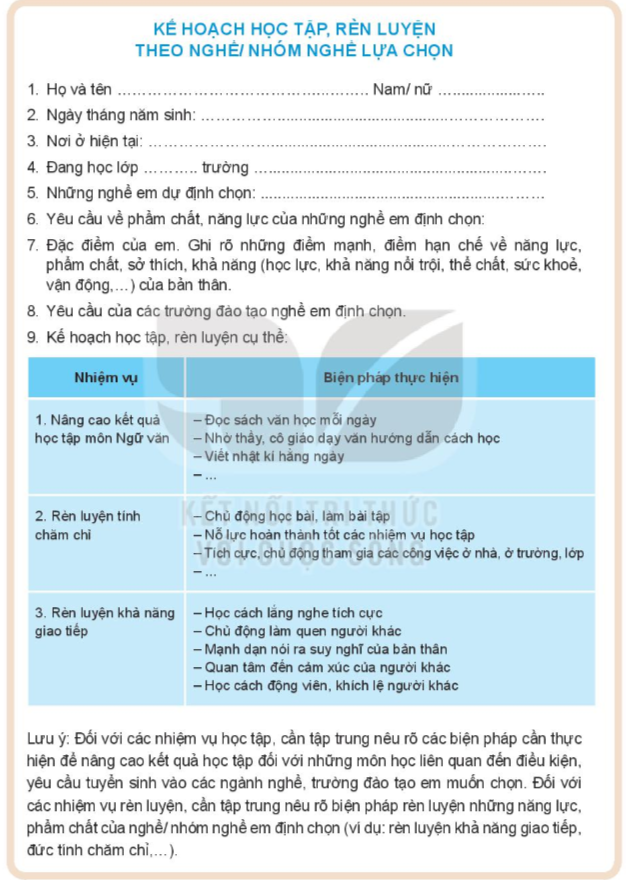 KẾ HOẠCH HỌC TẬP, RÈN LUYỆN
THEO NGHỀ/ NHÓM NGHỀ LỰA CHỌN
1. Họ và tên ……………………………………….. Nam/ nữ …....................
2. Ngày tháng năm sinh: ……………...................................……………….
3. Nơi ở hiện tại: ………….................................................………………….
4. Đang học lớp ……….. trường …..........................................…………….
5. Những nghề em dự định chọn: ..................................................………
6. Yêu cầu về phẩm chất, năng lực của những nghề em định chọn:
7. Đặc điểm của em. Ghi rõ những điểm mạnh, điểm hạn chế về năng lực,
phẩm chất, sở thích, khả năng (học lực, khả năng nổi trội, thể chất, sức khoẻ,
vận động,…) của bản thân.
8. Yêu cầu của các trường đào tạo nghề em định chọn.
9. Kế hoạch học tập, rèn luyện cụ thể:
Nhiệm vụ Biện pháp thực hiện
1. Nâng cao kết quả
học tập môn Ngữ văn
– Đọc sách văn học mỗi ngày
– Nhờ thầy, cô giáo dạy văn hướng dẫn cách học
– Viết nhật kí hằng ngày
– ...
2. Rèn luyện tính
chăm chỉ
– Chủ động học bài, làm bài tập
– Nỗ lực hoàn thành tốt các nhiệm vụ học tập
– Tích cực, chủ động tham gia các công việc ở nhà, ở trường, lớp
– ...
KẾT NỐI TRI THỨC
VỚI CUỘC SỐNG
3. Rèn luyện khả năng
giao tiếp
– Học cách lắng nghe tích cực
– Chủ động làm quen người khác
– Mạnh dạn nói ra suy nghĩ của bản thân
– Quan tâm đến cảm xúc của người khác
– Học cách động viên, khích lệ người khác
Lưu ý: Đối với các nhiệm vụ học tập, cần tập trung nêu rõ các biện pháp cần thực
hiện để nâng cao kết quả học tập đối với những môn học liên quan đến điều kiện,
yêu cầu tuyển sinh vào các ngành nghề, trường đào tạo em muốn chọn. Đối với
các nhiệm vụ rèn luyện, cần tập trung nêu rõ biện pháp rèn luyện những năng lực,
phẩm chất của nghề/ nhóm nghề em định chọn (ví dụ: rèn luyện khả năng giao tiếp,
đức tính chăm chỉ,…).